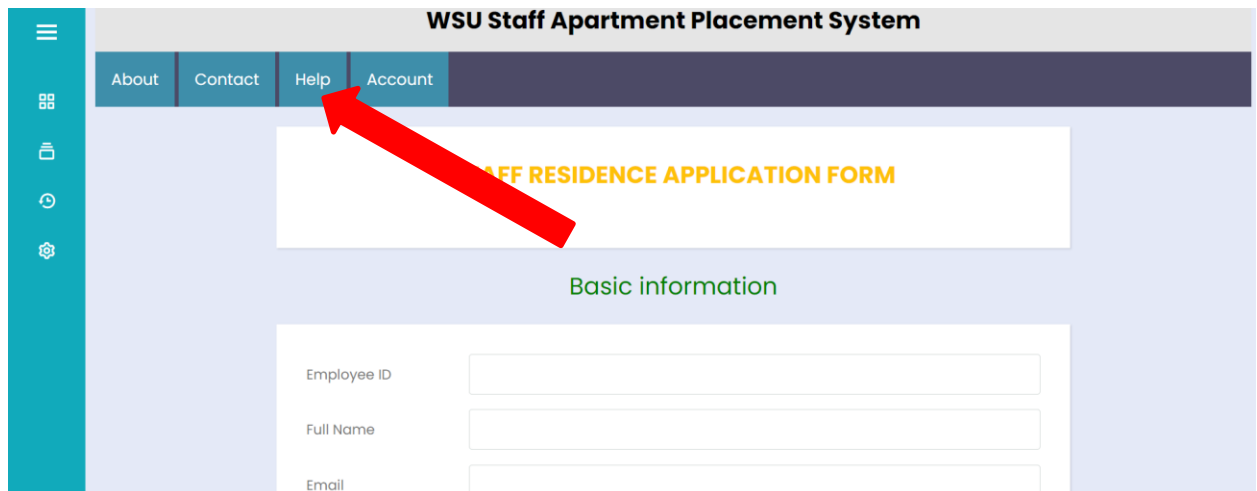 WSU Staff Apartment Placement System
About Contact Help Account
AFF RESIDENCE APPLICATION FORM
Basic information
Employee ID
Full Name
Email